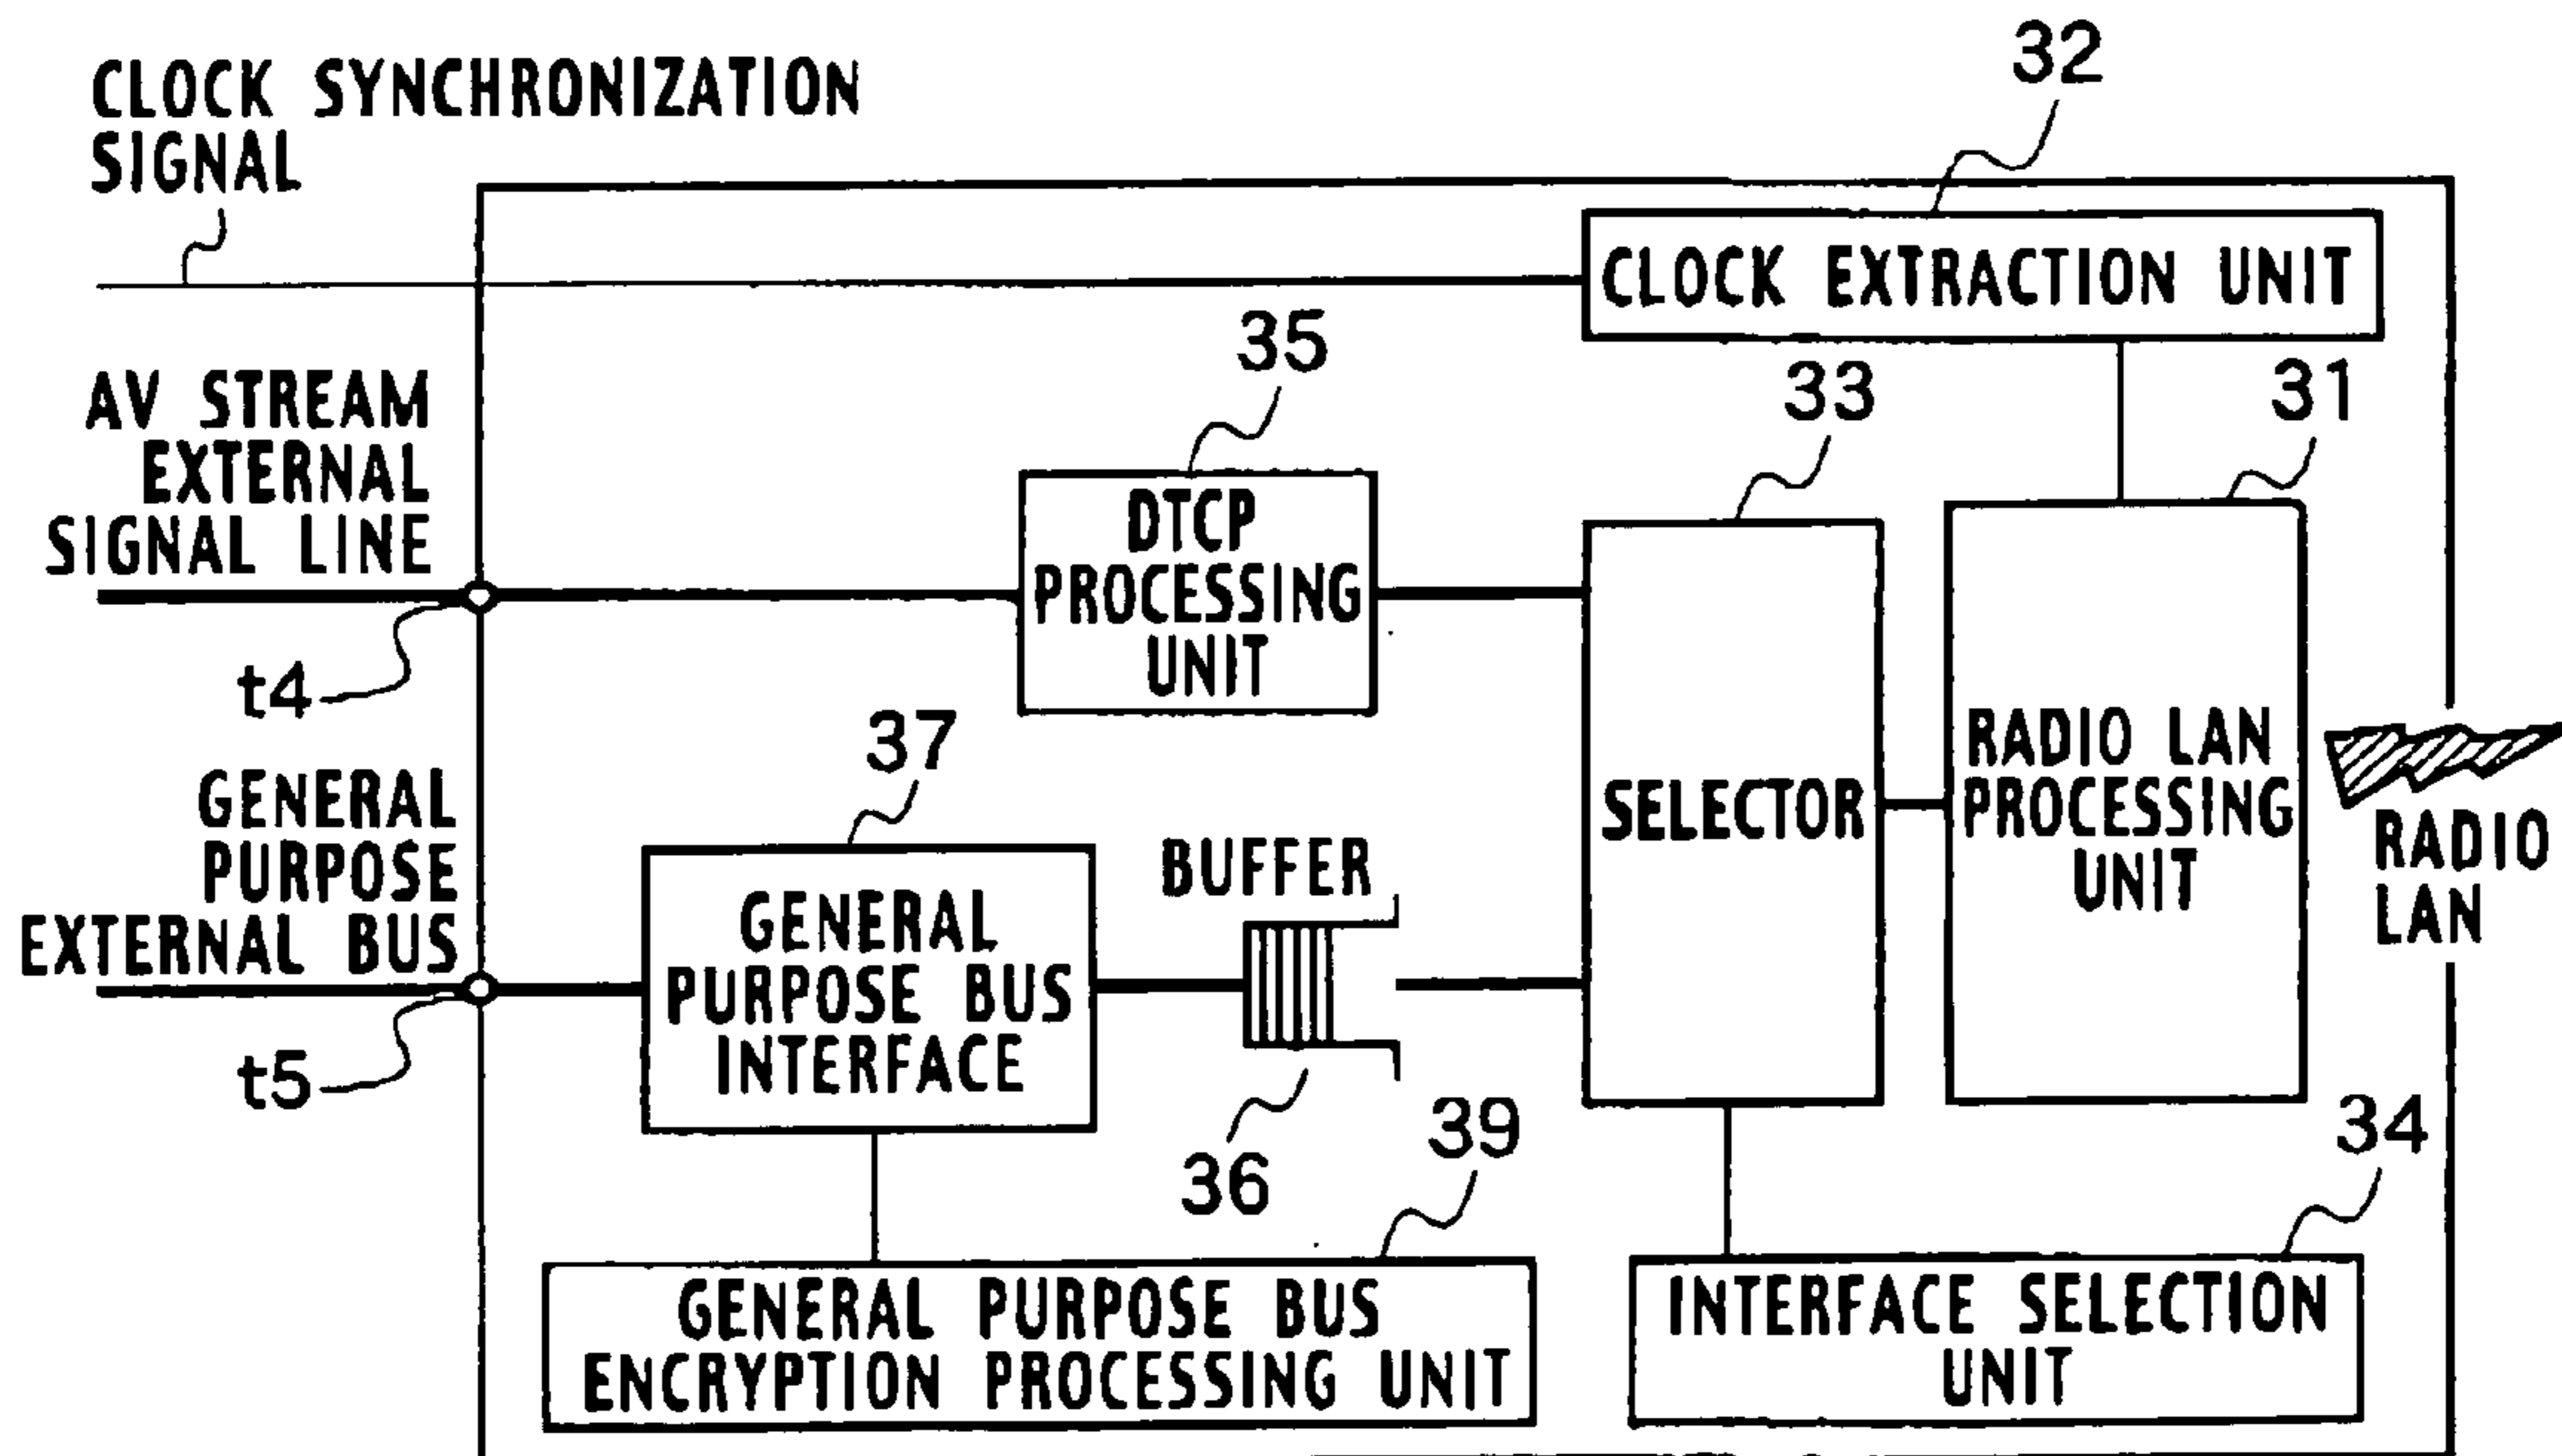 32
CLOCK SYNCHRONIZATION
SIGNAL
CLOCK EXTRACTION UNIT
35
33
31
AV STREAM
EXTERNAL
SIGNAL LINE
DTCP
PROCESSING
UNIT
t4
37
GENERAL
PURPOSE
EXTERNAL BUS
BUFFER
SELECTOR
RADIO LAN
PROCESSING
UNIT
RADIO
LAN
GENERAL
PURPOSE BUS
INTERFACE
t5
36
39
34
GENERAL PURPOSE BUS
ENCRYPTION PROCESSING UNIT
INTERFACE SELECTION
UNIT